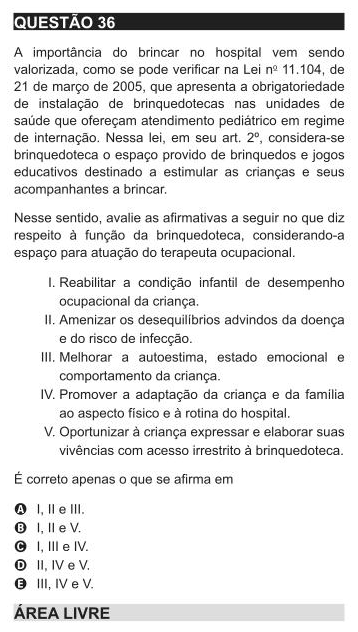 QUESTÃO 36
A importância do brincar no hospital vem sendo
valorizada, como se pode verificar na Lei nº 11.104, de
21 de março de 2005, que apresenta a obrigatoriedade
de instalação de brinquedotecas nas unidades de
saúde que ofereçam atendimento pediátrico em regime
de internação. Nessa lei, em seu art. 2º, considera-se
brinquedoteca o espaço provido de brinquedos e jogos
educativos destinado a estimular as crianças e seus
acompanhantes a brincar.
Nesse sentido, avalie as afirmativas a seguir no que diz
respeito à função da brinquedoteca, considerando-a
espaço para atuação do terapeuta ocupacional.
I. Reabilitar a condição infantil de desempenho
ocupacional da criança.
II. Amenizar os desequilíbrios advindos da doença
e do risco de infecção.
III. Melhorar a autoestima, estado emocional e
comportamento da criança.
IV. Promover a adaptação da criança e da família
ao aspecto físico e à rotina do hospital.
V. Oportunizar à criança expressar e elaborar suas
vivências com acesso irrestrito à brinquedoteca.
É correto apenas o que se afirma em
A I, II e III.
B I, II e V.
C I, III e IV.
D II, IV e V.
E III, IV e V.
ÁREA LIVRE